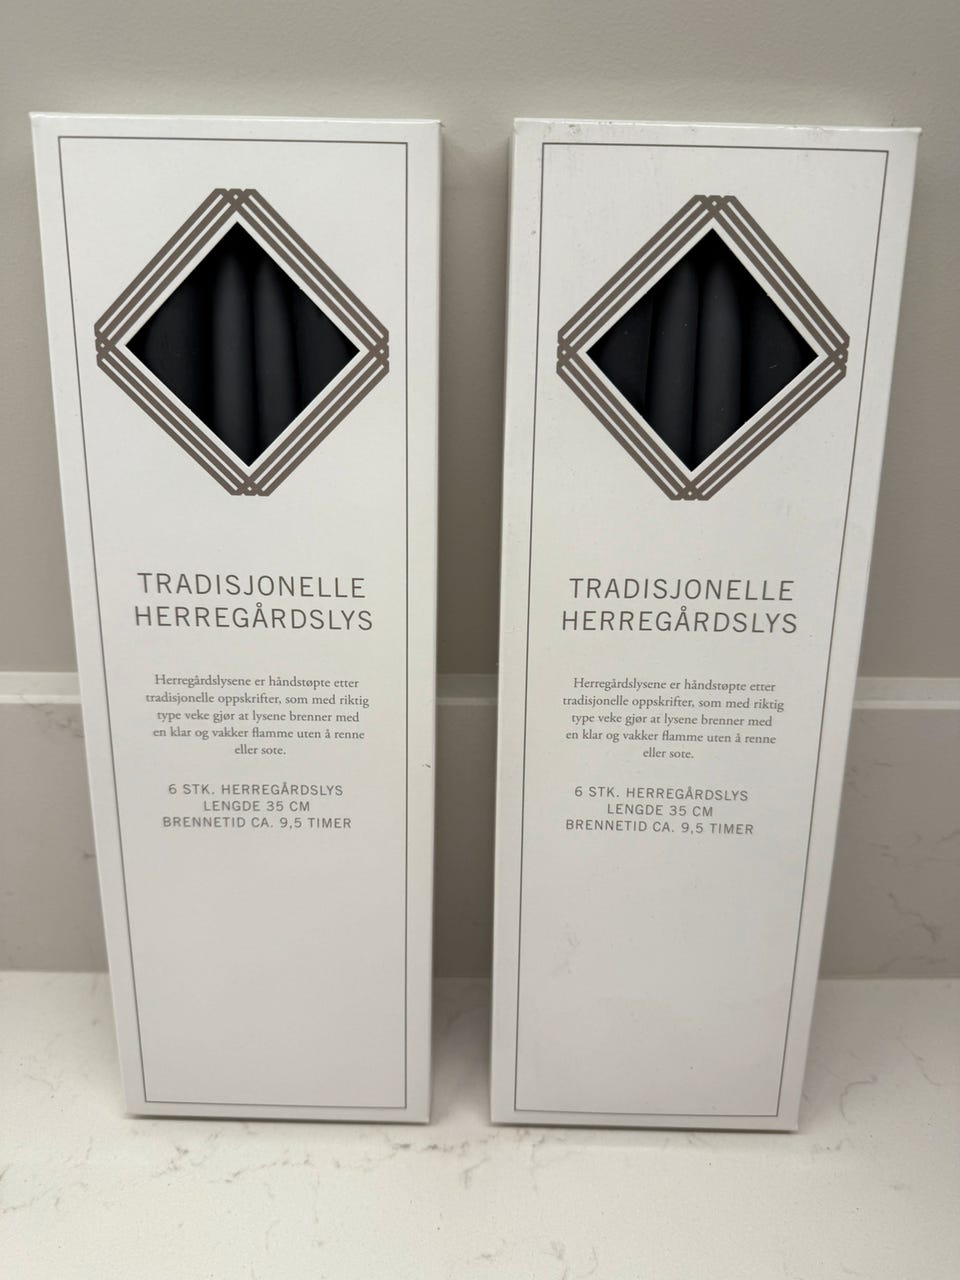 TRADISJONELLE
HERREGÅRDSLYS
Herregårdslysene er håndstøpte etter
tradisjonelle oppskrifter, som med riktig
type veke gjør at lysene brenner med
en klar og vakker flamme uten å renne
eller sote.
6 STK. HERREGÅRDSLYS
LENGDE 35 CM
BRENNETID CA. 9,5 TIMER
TRADISJONELLE
HERREGÅRDSLYS
Herregårdslysene er håndstøpte etter
tradisjonelle oppskrifter, som med riktig
type veke gjør at lysene brenner med
en klar og vakker flamme uten å renne
eller sote.
6 STK. HERREGÅRDSLYS
LENGDE 35 CM
BRENNETID CA. 9,5 TIMER